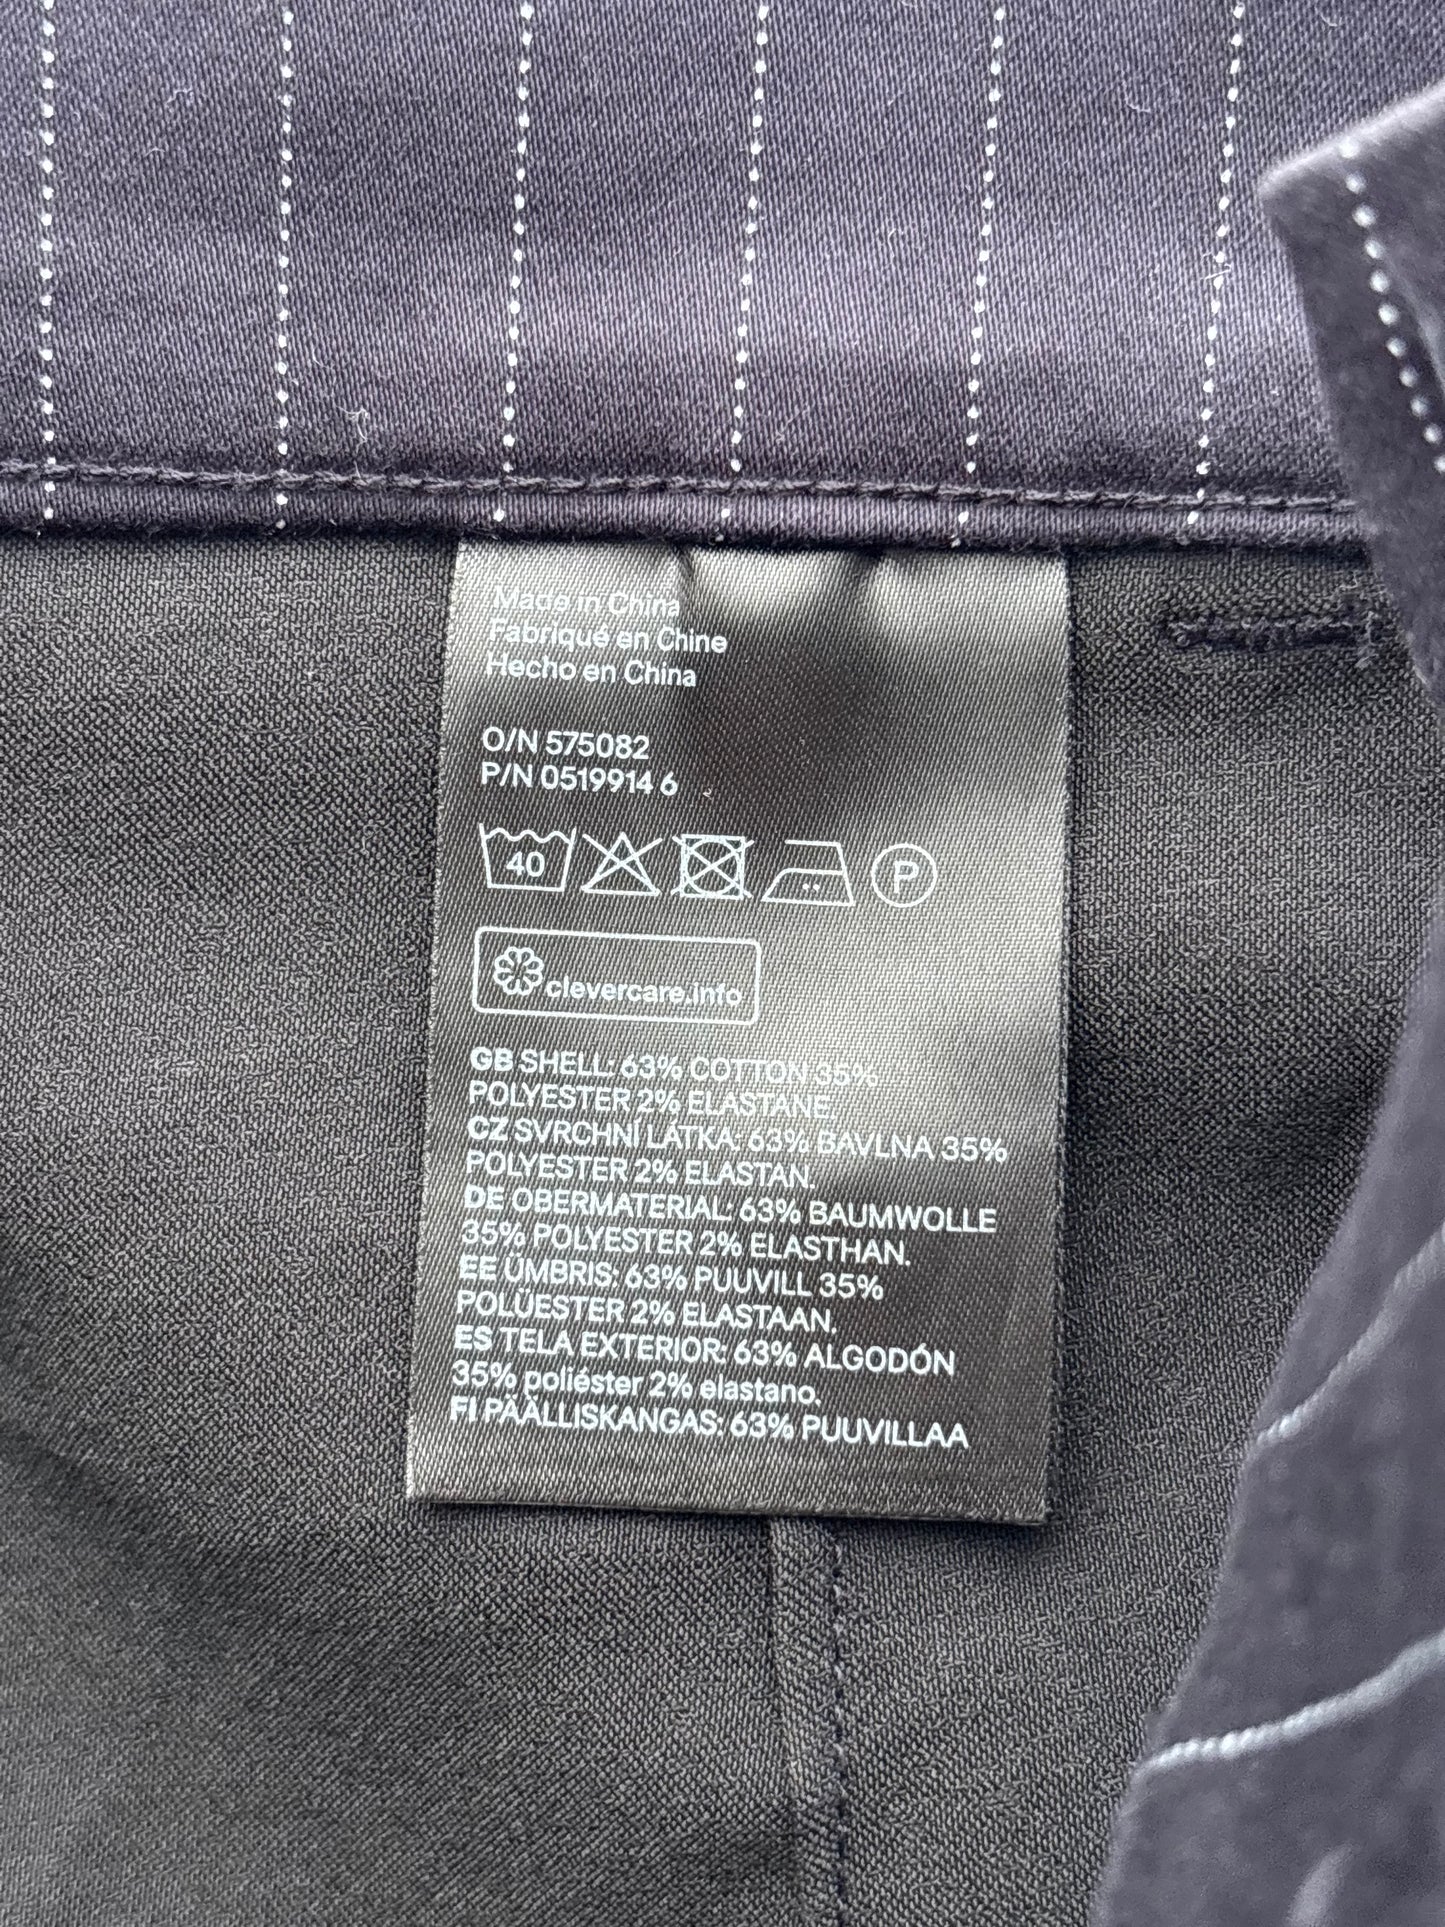 Made in China
Fabriqué en Chine
Hecho en China
O/N 575082
P/N 0519914 6
40 P
clevercare.info
GB SHELL: 63% COTTON 35%
POLYESTER 2% ELASTANE.
CZ SVRCHNÍ LÁTKA: 63% BAVLNA 35%
POLYESTER 2% ELASTAN.
DE OBERMATERIAL: 63% BAUMWOLLE
35% POLYESTER 2% ELASTHAN.
EE ÜMBRIS: 63% PUUVILL 35%
POLÜESTER 2% ELASTAAN.
ES TELA EXTERIOR: 63% ALGODÓN
35% poliéster 2% elastano.
FI PÄÄLLISKANGAS: 63% PUUVILLAA